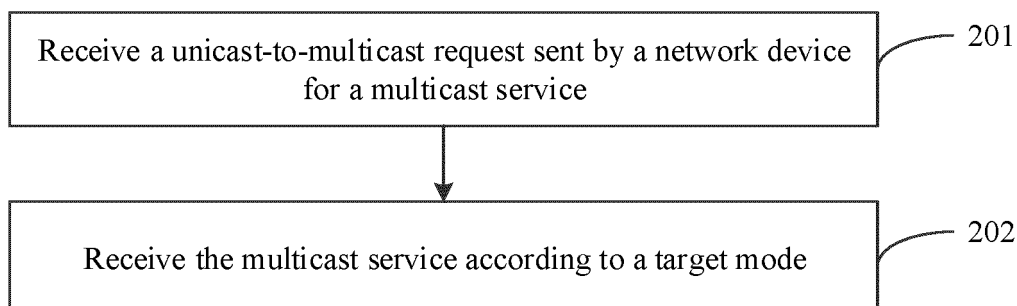 Receive a unicast-to-multicast request sent by a network device
for a multicast service
201
Receive the multicast service according to a target mode
202